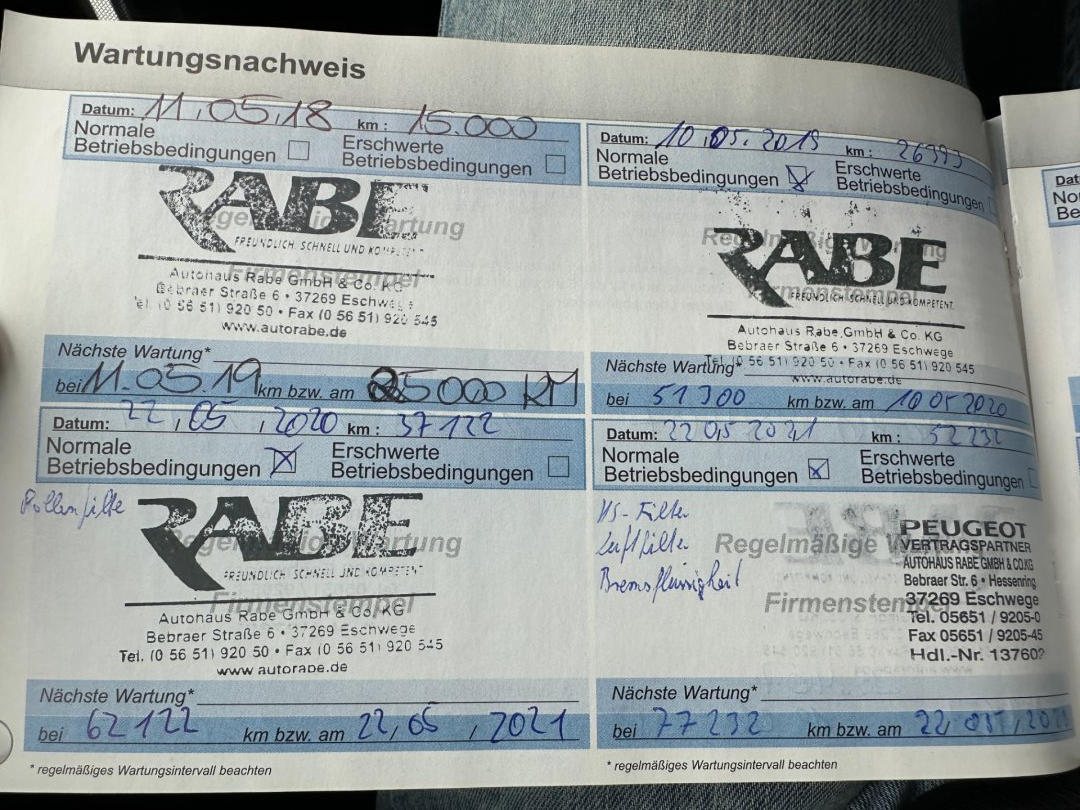 Wartungsnachweis
Datum: 11.05.18 km: 15.000
Normale Betriebsbedingungen
Erschwerte Betriebsbedingungen
Regelmäßige Wartung
RABE
FREUNDLICH, SCHNELL UND KOMPETENT
Firmenstempel
Autohaus Rabe GmbH & Co. KG
Bebraer Straße 6 • 37269 Eschwege
Tel. (0 56 51) 920 50 • Fax (0 56 51) 920 545
www.autorabe.de
Nächste Wartung*
bei 11.05.19 km bzw. am 25000 KM
Datum: 10.05.2019 km: 26993
Normale Betriebsbedingungen
Erschwerte Betriebsbedingungen
Regelmäßige Wartung
RABE
FREUNDLICH SCHNELL UND KOMPETENT.
Firmenstempel
Autohaus Rabe GmbH & Co. KG
Bebraer Straße 6 • 37269 Eschwege
Tel. (0 56 51) 920 50 • Fax (0 56 51) 920 545
www.autorabe.de
Nächste Wartung*
bei 51300 km bzw. am 10 05 2020
Datum: 22,05,2020 km: 37122
Normale Betriebsbedingungen
Erschwerte Betriebsbedingungen
Pollenfilter
Regelmäßige Wartung
RABE
FREUNDLICH SCHNELL UND KOMPETENT
Firmenstempel
Autohaus Rabe GmbH & Co. KG
Bebraer Straße 6 • 37269 Eschwege
Tel. (0 56 51) 920 50 • Fax (0 56 51) 920 545
www.autorabe.de
Nächste Wartung*
bei 62122 km bzw. am 22,05,2021
* regelmäßiges Wartungsintervall beachten
Datum: 22.05.2021 km: 52232
Normale Betriebsbedingungen
Erschwerte Betriebsbedingungen
Filter
Luftfilter
Bremsflüssigkeit
Regelmäßige
Firmenstempel
PEUGEOT
VERTRAGSPARTNER
AUTOHAUS RABE GMBH & CO.KG
Bebraer Str. 6 • Hessenring
37269 Eschwege
Tel. 05651 / 9205-0
Fax 05651 / 9205-45
Hdl.-Nr. 13760?
Nächste Wartung*
bei 77232 km bzw. am 22,05,
* regelmäßiges Wartungsintervall beachten
Dat
No
Be